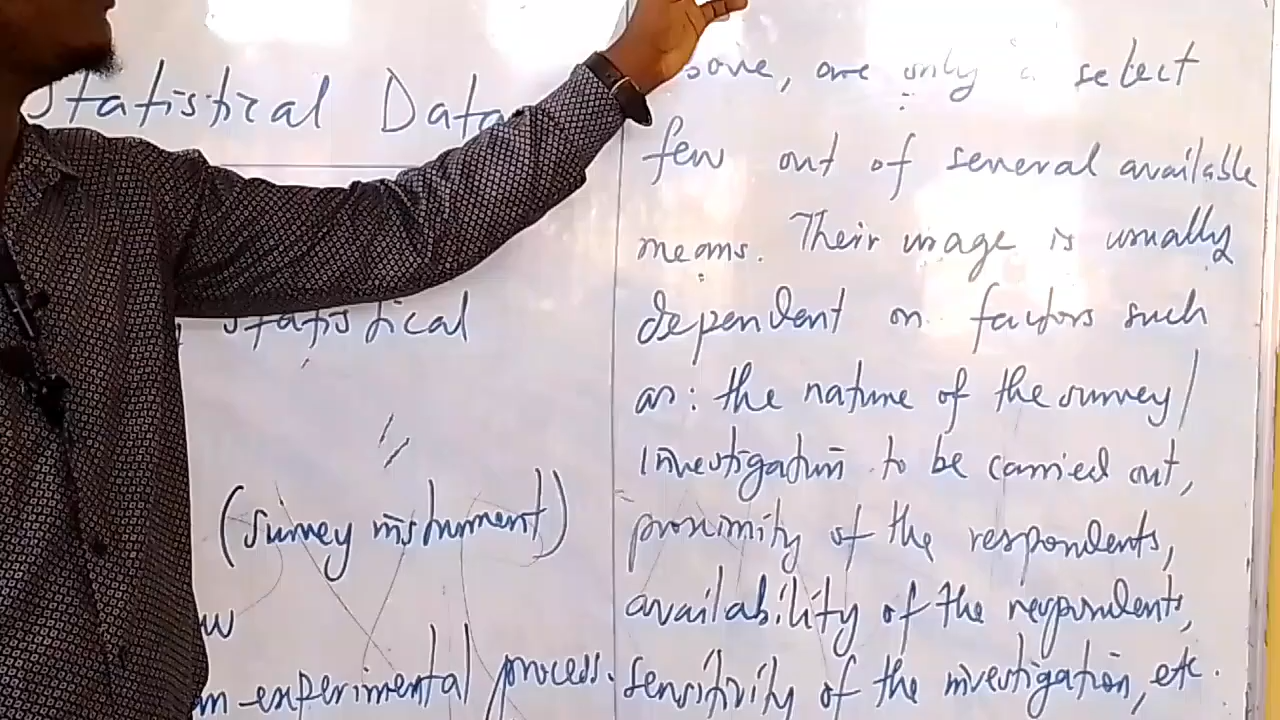 Statistical Data
statistical
(survey instrument)
experimental process.
are only a select
few out of several available
means. Their usage is usually
dependent on factors such
as: the nature of the survey/
investigation to be carried out,
proximity of the respondents,
availability of the respondents,
sensitivity of the investigation, etc.